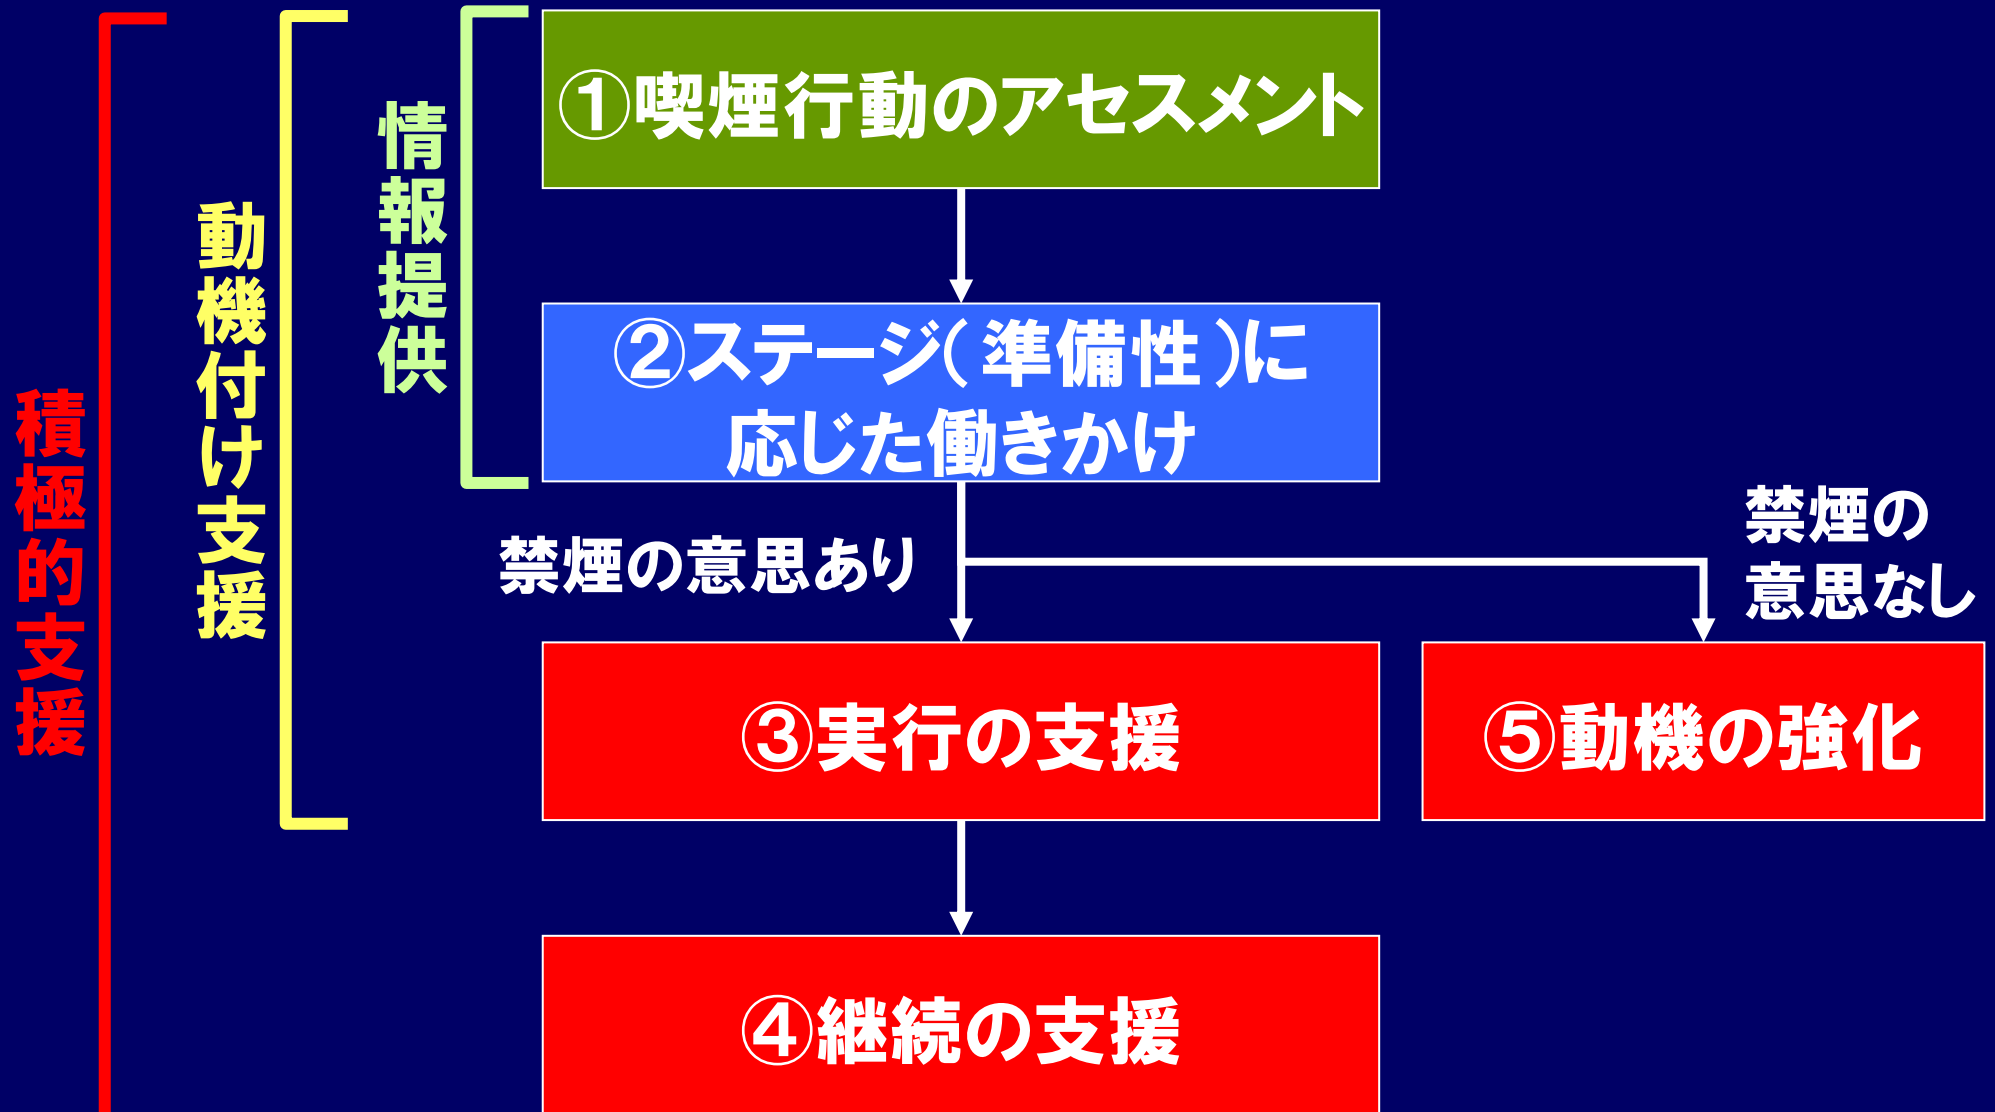 ①喫煙行動のアセスメント
情報提供
動機付け支援
積極的支援
②ステージ(準備性)に
応じた働きかけ
禁煙の意思あり
禁煙の
意思なし
③実行の支援
⑤動機の強化
④継続の支援